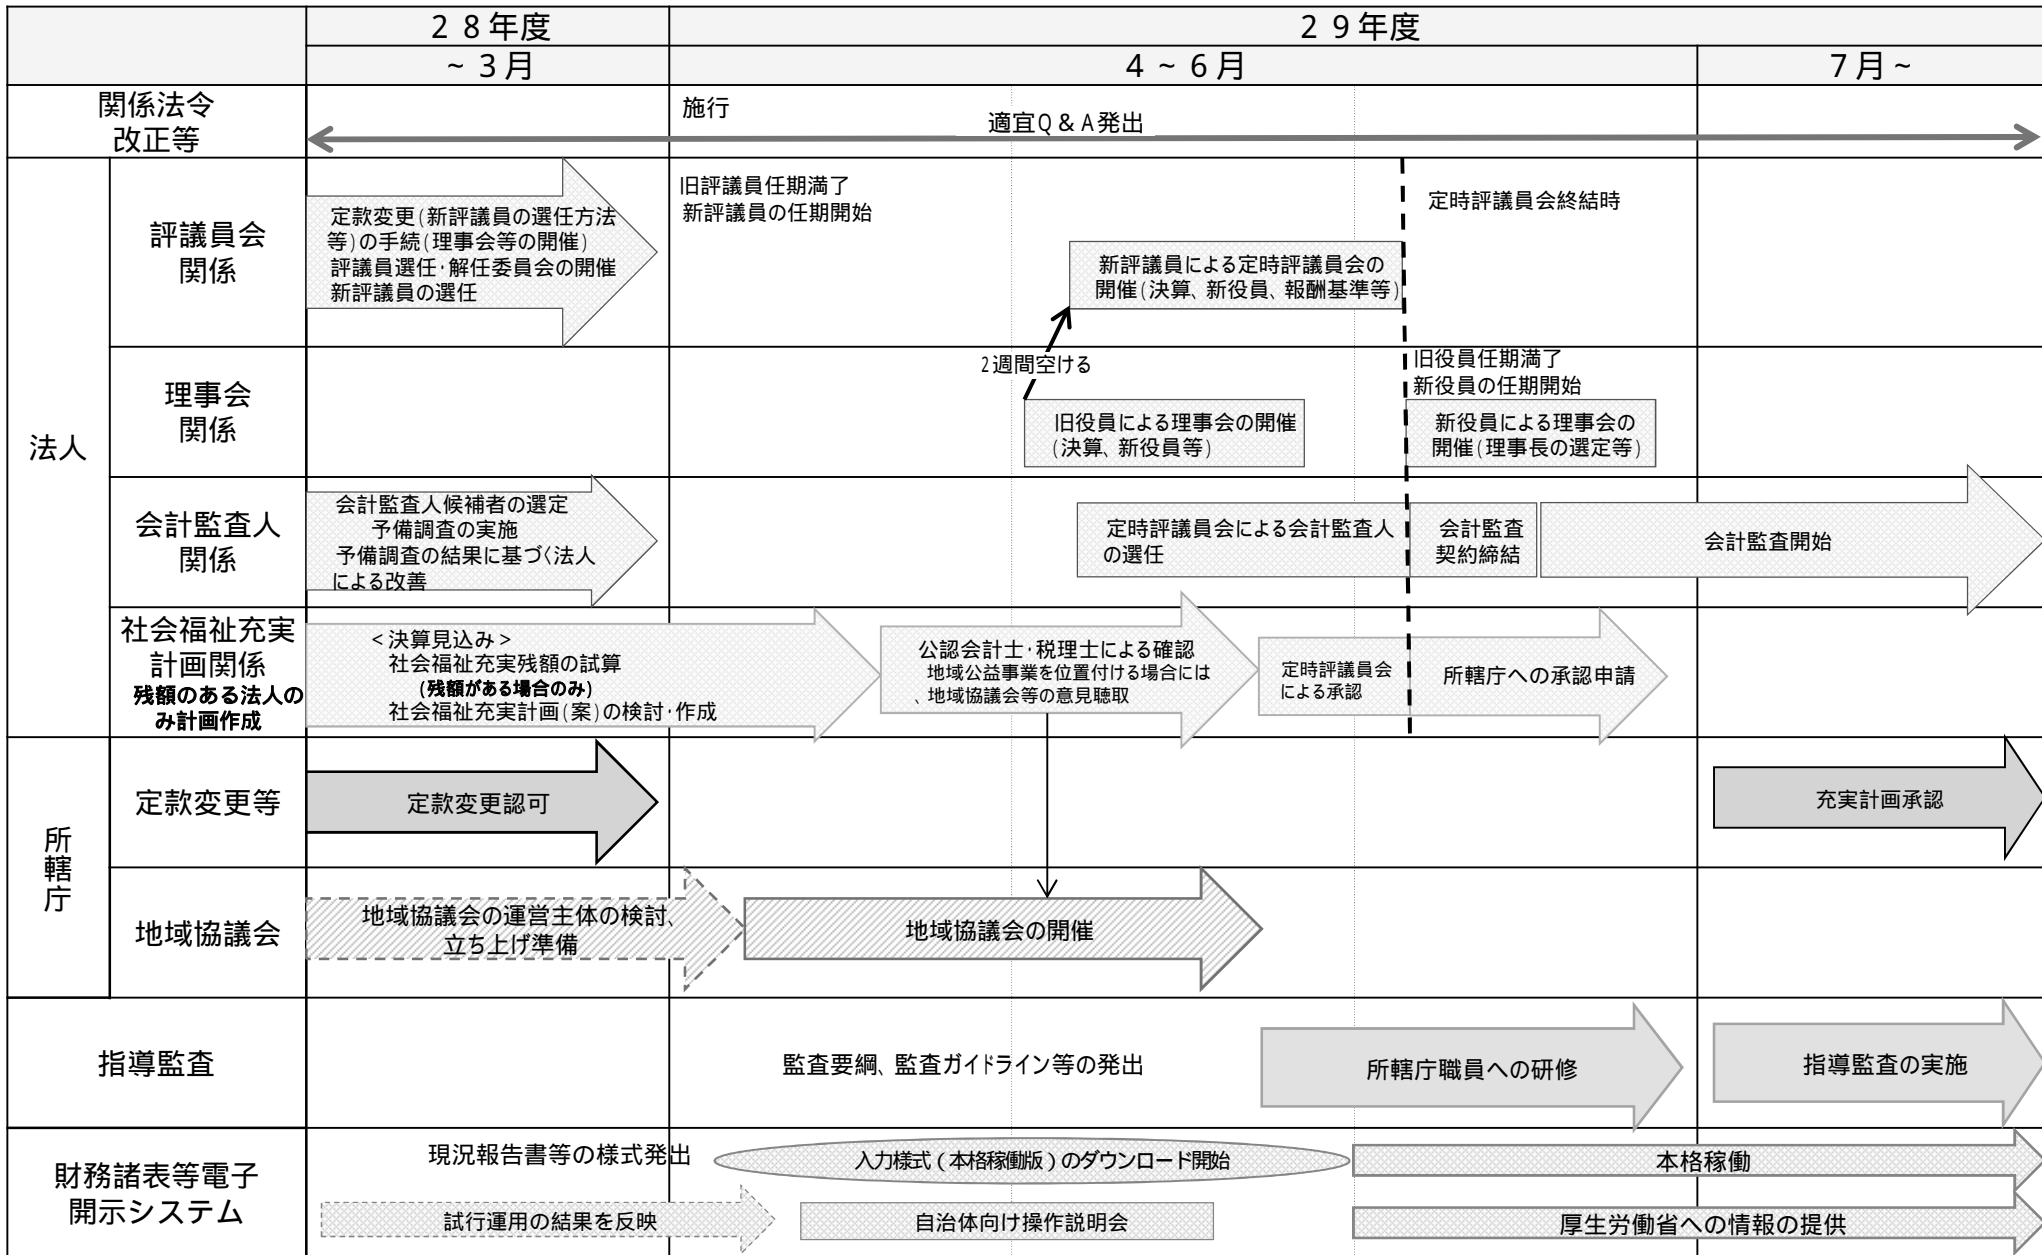 ２８年度
２９年度
~３月
４~６月
７月~
関係法令
改正等
施行
適宜Q&A発出
法人
評議員会
関係
定款変更(新評議員の選任方法
等)の手続(理事会等の開催)
評議員選任･解任委員会の開催
新評議員の選任
旧評議員任期満了
新評議員の任期開始
定時評議員会終結時
新評議員による定時評議員会の
開催(決算、新役員、報酬基準等)
2週間空ける
理事会
関係
旧役員任期満了
新役員の任期開始
旧役員による理事会の開催
(決算、新役員等)
新役員による理事会の
開催(理事長の選定等)
会計監査人
関係
会計監査人候補者の選定
予備調査の実施
予備調査の結果に基づく法人
による改善
定時評議員会による会計監査人
の選任
会計監査
契約締結
会計監査開始
社会福祉充実
計画関係
残額のある法人の
み計画作成
<決算見込み>
社会福祉充実残額の試算
(残額がある場合のみ)
社会福祉充実計画(案)の検討･作成
公認会計士･税理士による確認
地域公益事業を位置付ける場合には
、地域協議会等の意見聴取
定時評議員会
による承認
所轄庁への承認申請
所轄庁
定款変更等
定款変更認可
充実計画承認
地域協議会
地域協議会の運営主体の検討、
立ち上げ準備
地域協議会の開催
指導監査
監査要綱、監査ガイドライン等の発出
所轄庁職員への研修
指導監査の実施
財務諸表等電子
開示システム
現況報告書等の様式発出
入力様式（本格稼働版）のダウンロード開始
本格稼働
試行運用の結果を反映
自治体向け操作説明会
厚生労働省への情報の提供